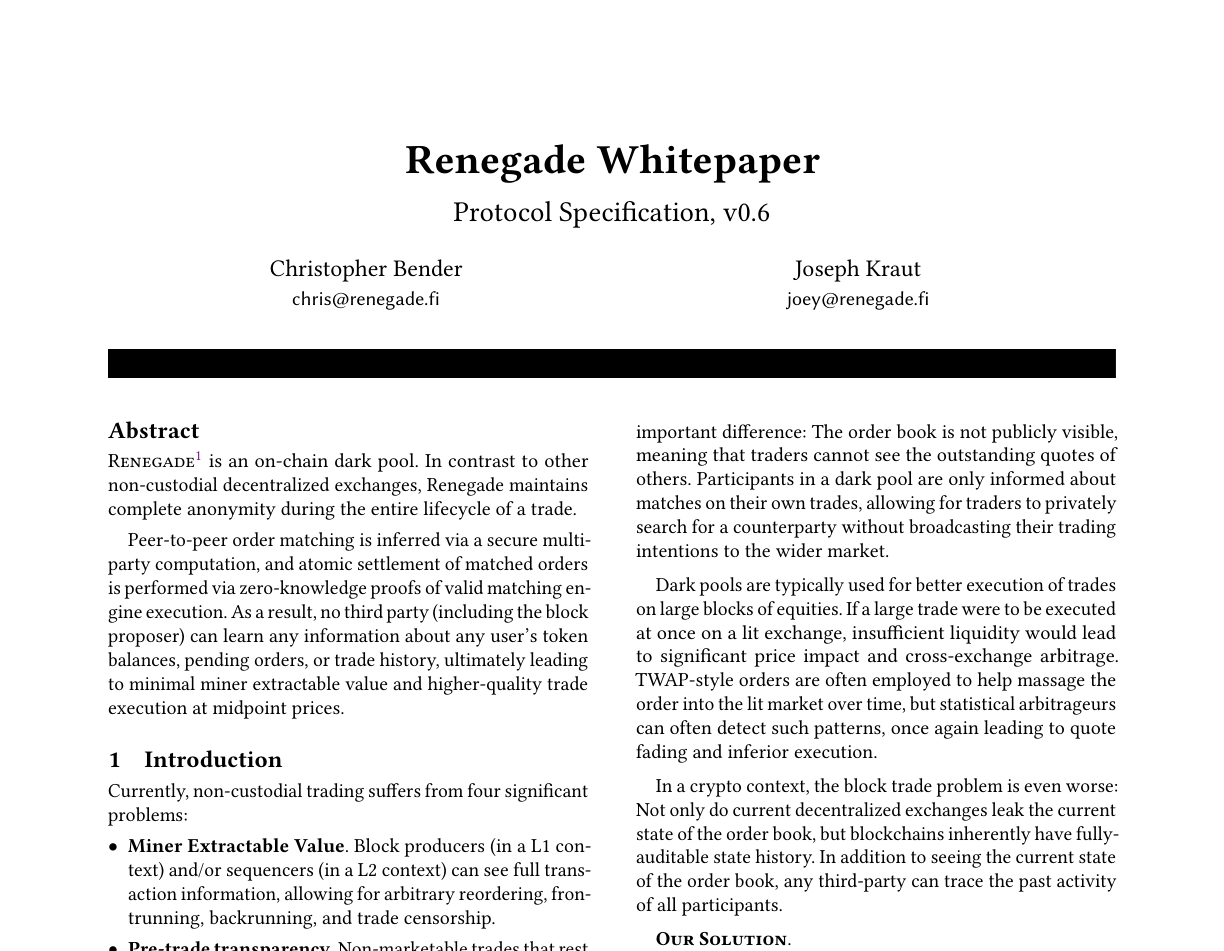 Renegade Whitepaper
Protocol Specification, v0.6
Christopher Bender
chris@renegade.fi
Joseph Kraut
joey@renegade.fi
Abstract
RENEGADE1 is an on-chain dark pool. In contrast to other
non-custodial decentralized exchanges, Renegade maintains
complete anonymity during the entire lifecycle of a trade.
Peer-to-peer order matching is inferred via a secure multi-
party computation, and atomic settlement of matched orders
is performed via zero-knowledge proofs of valid matching en-
gine execution. As a result, no third party (including the block
proposer) can learn any information about any user's token
balances, pending orders, or trade history, ultimately leading
to minimal miner extractable value and higher-quality trade
execution at midpoint prices.
1 Introduction
Currently, non-custodial trading suffers from four significant
problems:
• Miner Extractable Value. Block producers (in a L1 con-
text) and/or sequencers (in a L2 context) can see full trans-
action information, allowing for arbitrary reordering, fron-
trunning, backrunning, and trade censorship.
• Pre-trade transparency. Non-marketable trades that rest
important difference: The order book is not publicly visible,
meaning that traders cannot see the outstanding quotes of
others. Participants in a dark pool are only informed about
matches on their own trades, allowing for traders to privately
search for a counterparty without broadcasting their trading
intentions to the wider market.
Dark pools are typically used for better execution of trades
on large blocks of equities. If a large trade were to be executed
at once on a lit exchange, insufficient liquidity would lead
to significant price impact and cross-exchange arbitrage.
TWAP-style orders are often employed to help massage the
order into the lit market over time, but statistical arbitrageurs
can often detect such patterns, once again leading to quote
fading and inferior execution.
In a crypto context, the block trade problem is even worse:
Not only do current decentralized exchanges leak the current
state of the order book, but blockchains inherently have fully-
auditable state history. In addition to seeing the current state
of the order book, any third-party can trace the past activity
of all participants.
OUR SOLUTION.